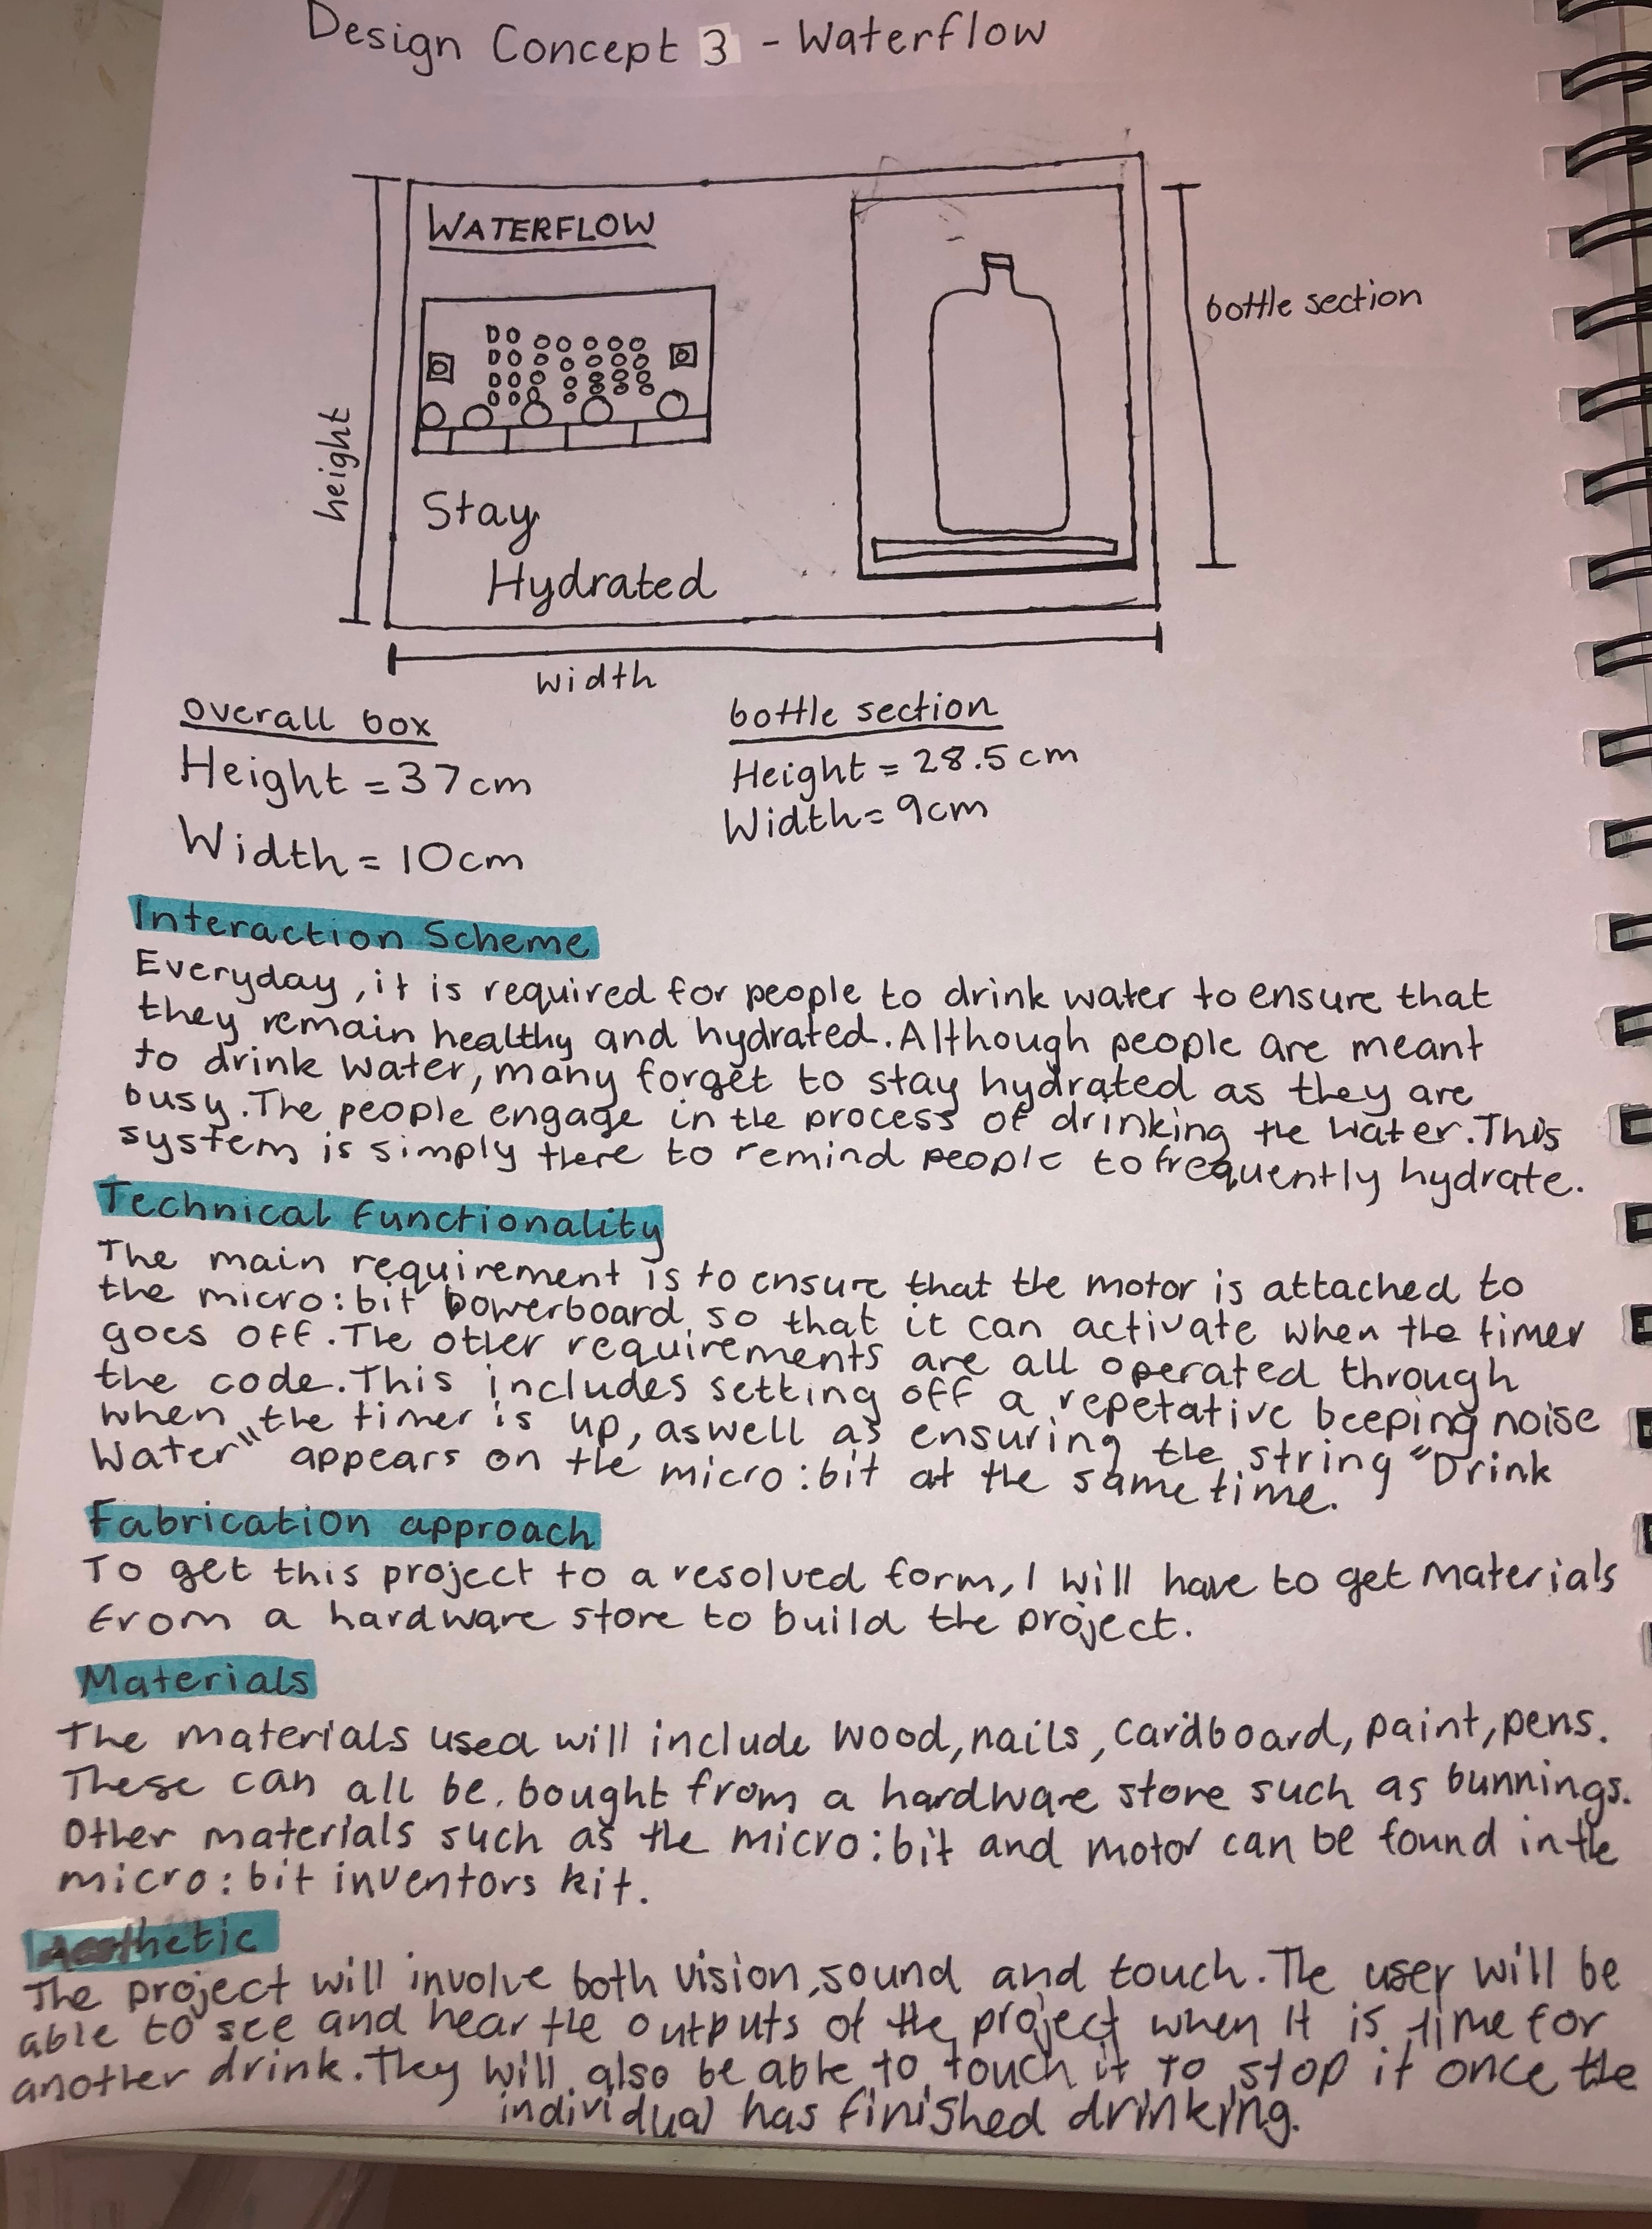 Design Concept 3 - Waterflow
WATERFLOW
Stay
Hydrated
bottle section
height
width
overall box
Height = 37cm
Width = 10cm
bottle section
Height = 28.5cm
Width = 9cm
Interaction Scheme
Everyday, it is required for people to drink water to ensure that
they remain healthy and hydrated. Although people are meant
to drink water, many forget to stay hydrated as they are
busy. The people engage in the process of drinking the water. This
system is simply there to remind people to frequently hydrate.
Technical functionality
The main requirement is to ensure that the motor is attached to
the micro:bit powerboard so that it can activate when the timer
goes off. The other requirements are all operated through
the code. This includes setting off a repetative beeping noise
when the timer is up, aswell as ensuring the string "Drink
Water" appears on the micro:bit at the same time.
Fabrication approach
To get this project to a resolved form, I will have to get materials
from a hardware store to build the project.
Materials
The materials used will include wood, nails, cardboard, paint, pens.
These can all be bought from a hardware store such as bunnings.
Other materials such as the micro:bit and motor can be found in the
micro:bit inventors kit.
Aesthetic
The project will involve both vision, sound and touch. The user will be
able to see and hear the outputs of the project when it is time for
another drink. They will also be able to touch it to stop it once the
individual has finished drinking.